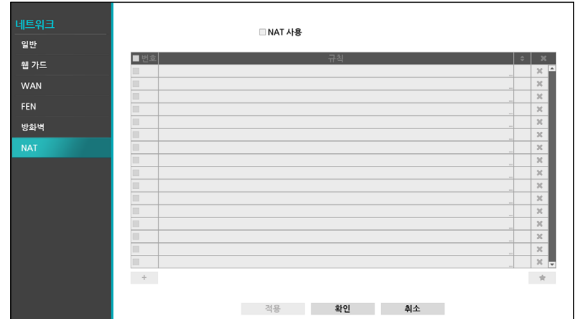 네트워크
일반
웹 가드
WAN
FEN
방화벽
NAT
NAT 사용
번호 규칙
적용 확인 취소